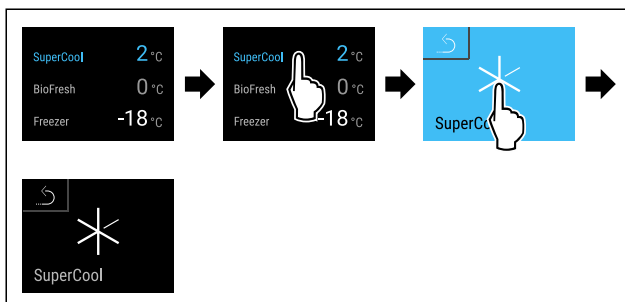 SuperCool 2 °C
BioFresh 0 °C
Freezer -18 °C
SuperCool 2 °C
BioFresh 0 °C
Freezer -18 °C
SuperCo
SuperCool